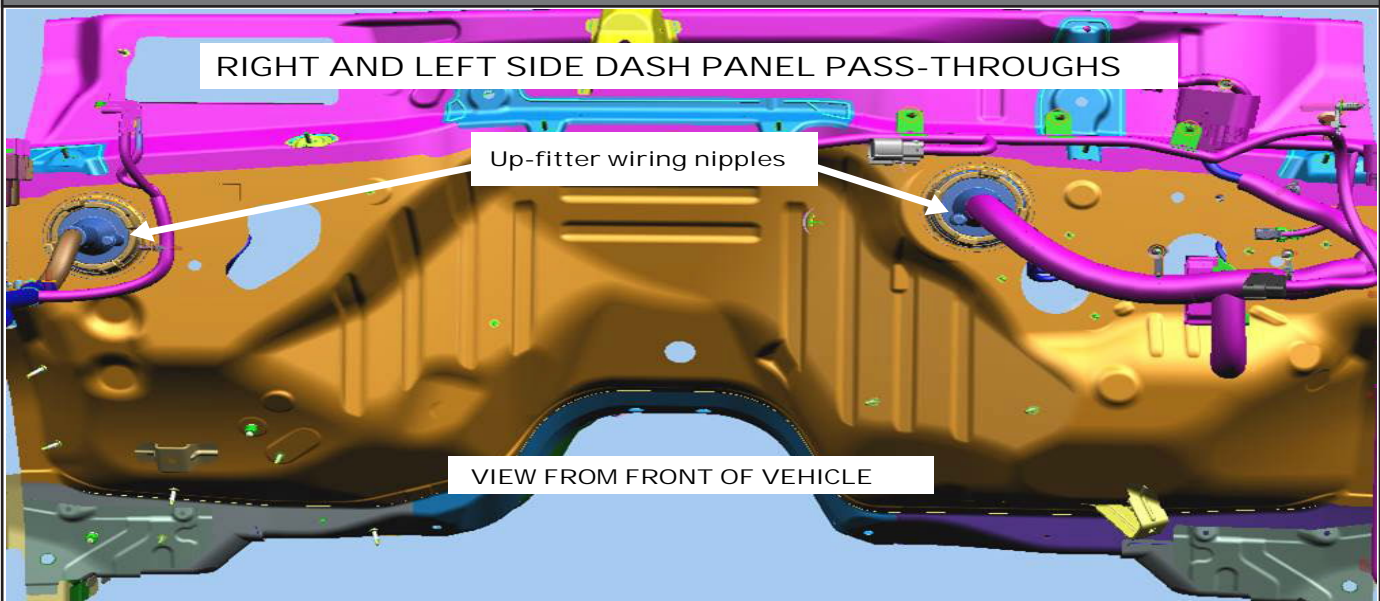 RIGHT AND LEFT SIDE DASH PANEL PASS-THROUGHS
Up-fitter wiring nipples
VIEW FROM FRONT OF VEHICLE